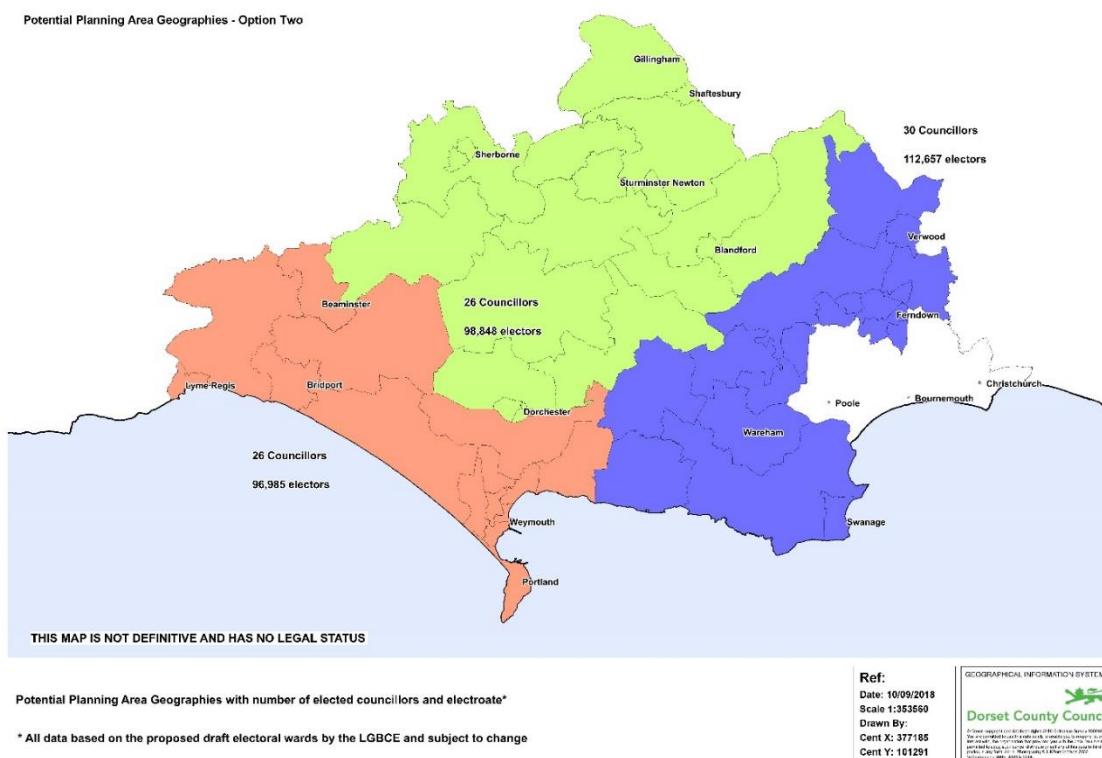 Potential Planning Area Geographies - Option Two
Gillingham
Shaftesbury
30 Councillors
112,657 electors
Sherborne
Sturminster Newton
Verwood
Blandford
Beaminster
26 Councillors
98,848 electors
Ferndown
Lyme Regis
Bridport
Christchurch
Bournemouth
Poole
Dorchester
Wareham
26 Councillors
96,985 electors
Weymouth
Swanage
Portland
THIS MAP IS NOT DEFINITIVE AND HAS NO LEGAL STATUS
Potential Planning Area Geographies with number of elected councillors and electroate*
* All data based on the proposed draft electoral wards by the LGBCE and subject to change
Ref:
Date: 10/09/2018
Scale 1:353560
Drawn By:
Cent X: 377185
Cent Y: 101291
GEOGRAPHICAL INFORMATION SYSTEM
Dorset County Counc